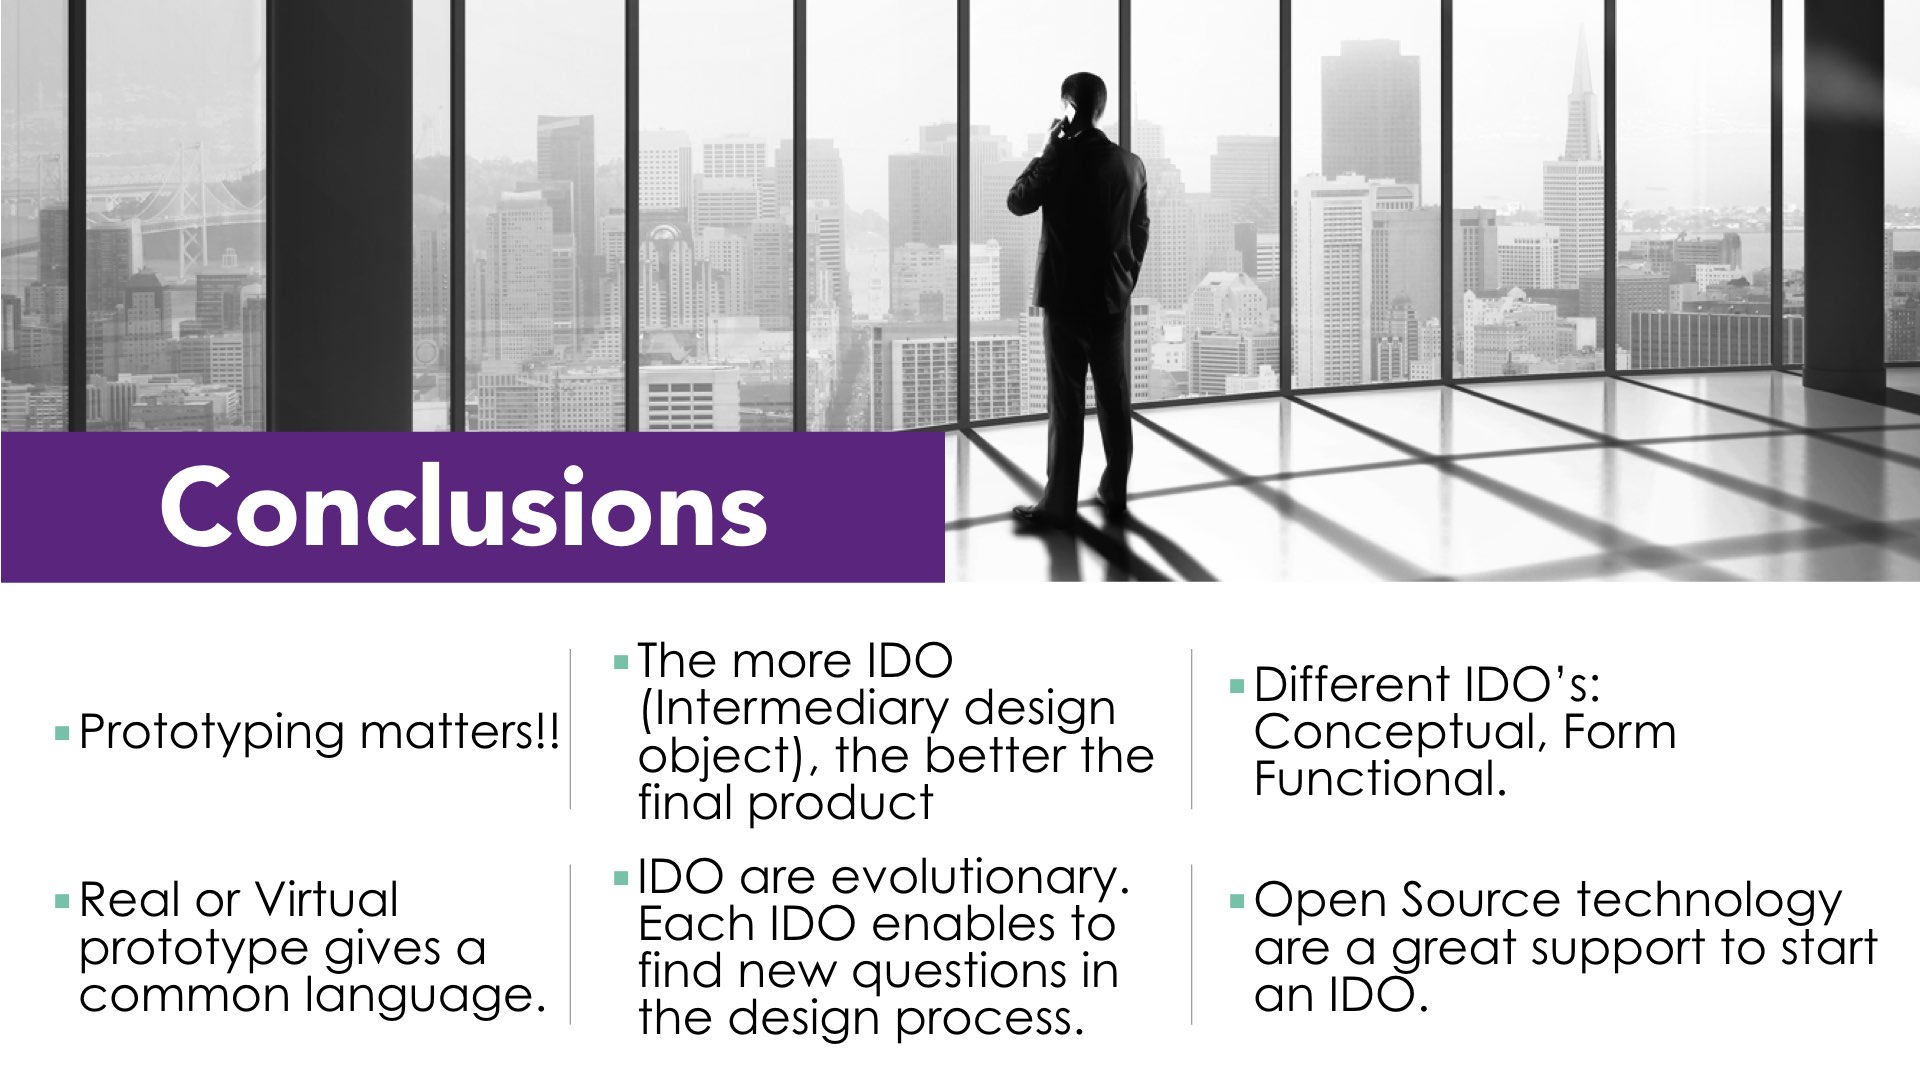 Conclusions
Prototyping matters!!
The more IDO
(Intermediary design
object), the better the
final product
Different IDO’s:
Conceptual, Form
Functional.
Real or Virtual
prototype gives a
common language.
IDO are evolutionary.
Each IDO enables to
find new questions in
the design process.
Open Source technology
are a great support to start
an IDO.